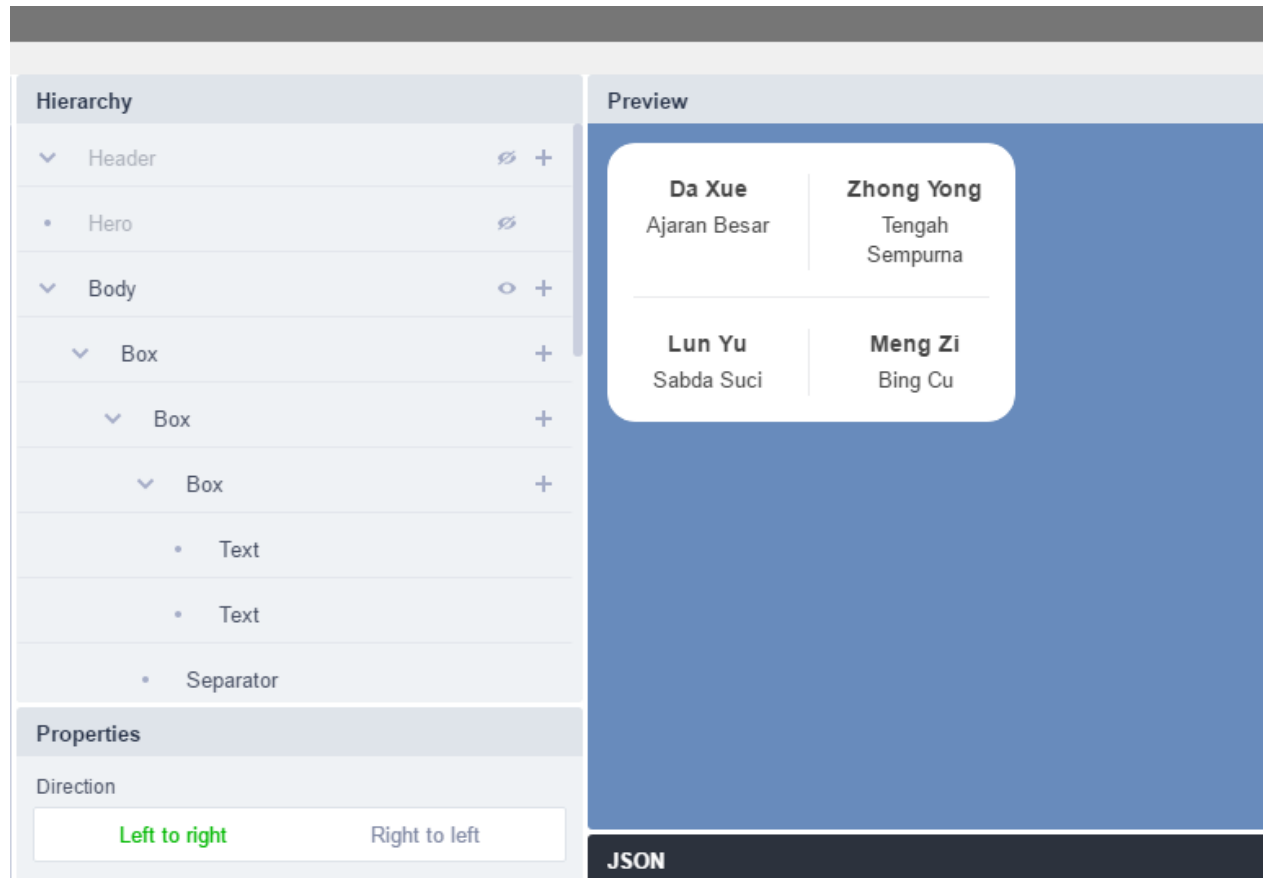 Hierarchy
Header
Hero
Body
Box
Box
Box
Text
Text
Separator
Properties
Direction
Left to right
Right to left
Preview
Da Xue
Ajaran Besar
Zhong Yong
Tengah
Sempurna
Lun Yu
Sabda Suci
Meng Zi
Bing Cu
JSON